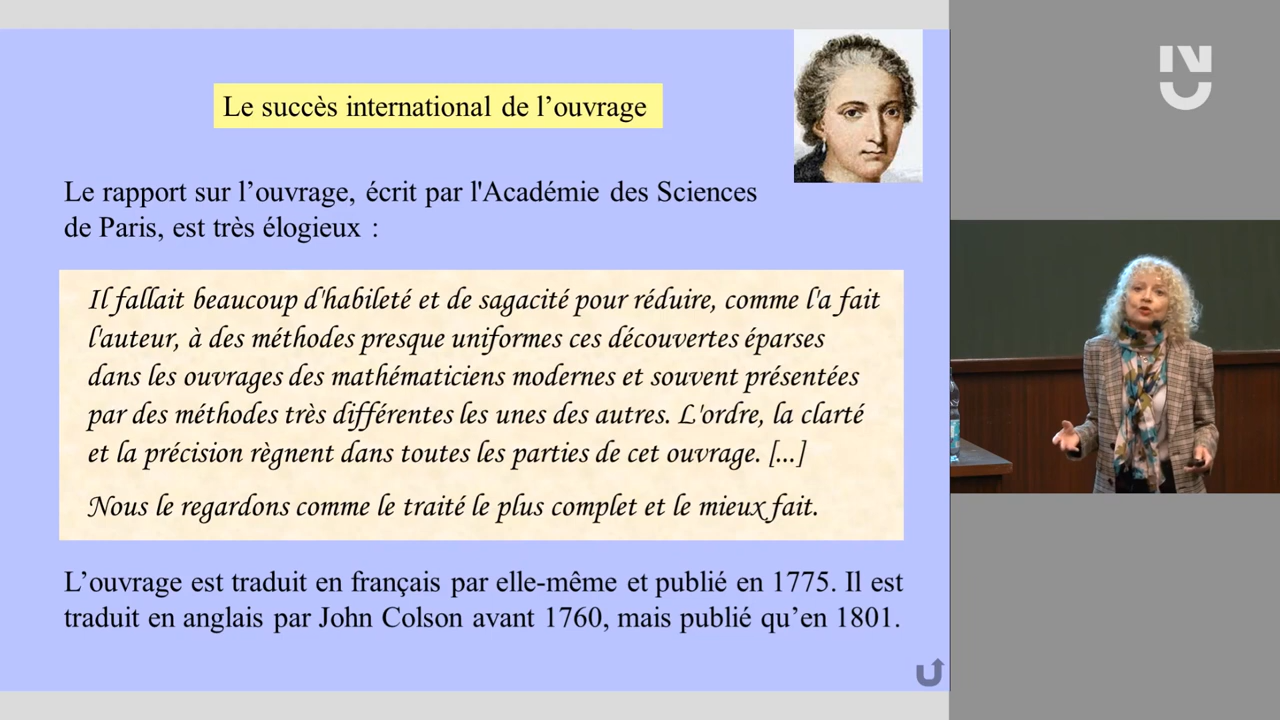 Le succès international de l’ouvrage
Le rapport sur l’ouvrage, écrit par l'Académie des Sciences
de Paris, est très élogieux :
Il fallait beaucoup d'habileté et de sagacité pour réduire, comme l'a fait
l'auteur, à des méthodes presque uniformes ces découvertes éparses
dans les ouvrages des mathématiciens modernes et souvent présentées
par des méthodes très différentes les unes des autres. L'ordre, la clarté
et la précision règnent dans toutes les parties de cet ouvrage. [...]
Nous le regardons comme le traité le plus complet et le mieux fait.
L’ouvrage est traduit en français par elle-même et publié en 1775. Il est
traduit en anglais par John Colson avant 1760, mais publié qu’en 1801.